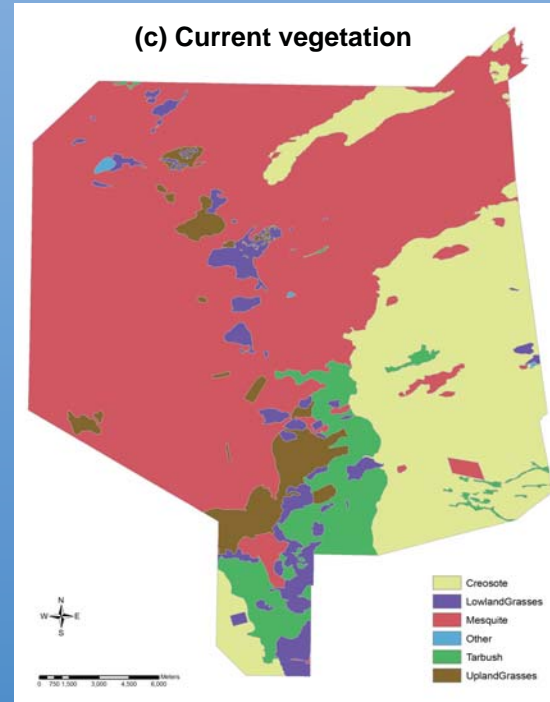 (c) Current vegetation
Creosote
LowlandGrasses
Mesquite
Other
Tarbush
UplandGrasses
N
W E
S
Meters
0 750 1,500 3,000 4,500 6,000